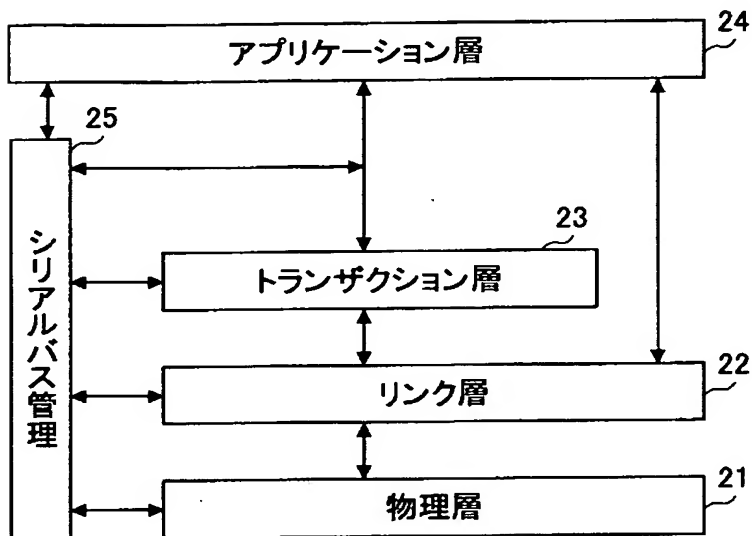 24
アプリケーション層
25
シリアルバス管理
23
トランザクション層
22
リンク層
21
物理層